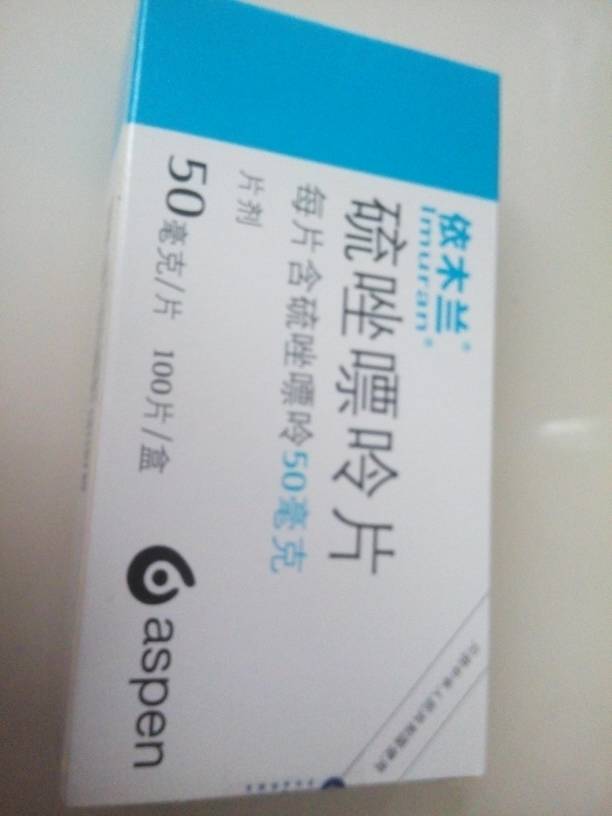 依木兰®
Imuran®
硫唑嘌呤片
每片含硫唑嘌呤50毫克
片剂
50毫克/片 100片/盒
aspen